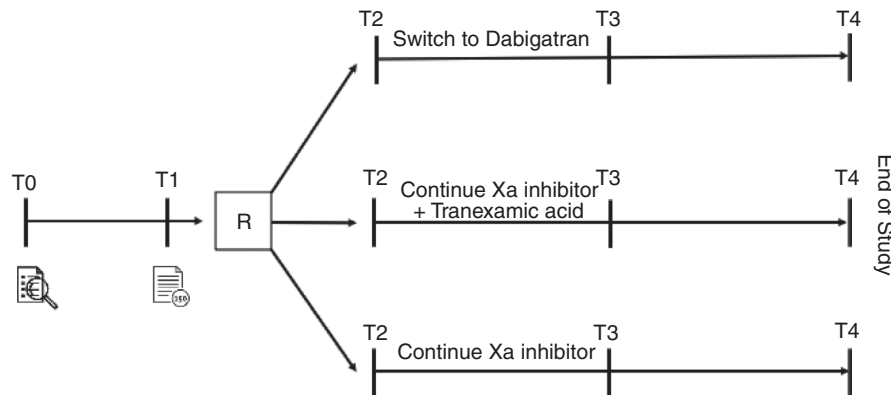 T2
T3
T4
Switch to Dabigatran
T0
T1
R
T2
Continue Xa inhibitor
+ Tranexamic acid
T3
T4
End of Study
T2
T3
T4
Continue Xa inhibitor